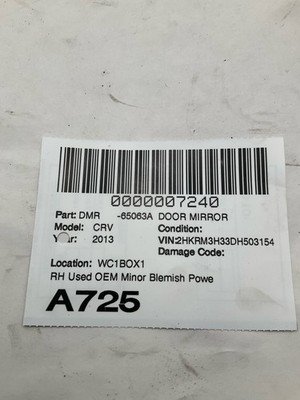 0000007240
Part: DMR -65063A DOOR MIRROR
Model: CRV Condition:
Year: 2013 VIN:2HKRM3H33DH503154
Damage Code:
Location: WC1BOX1
RH Used OEM Minor Blemish Powe
A725